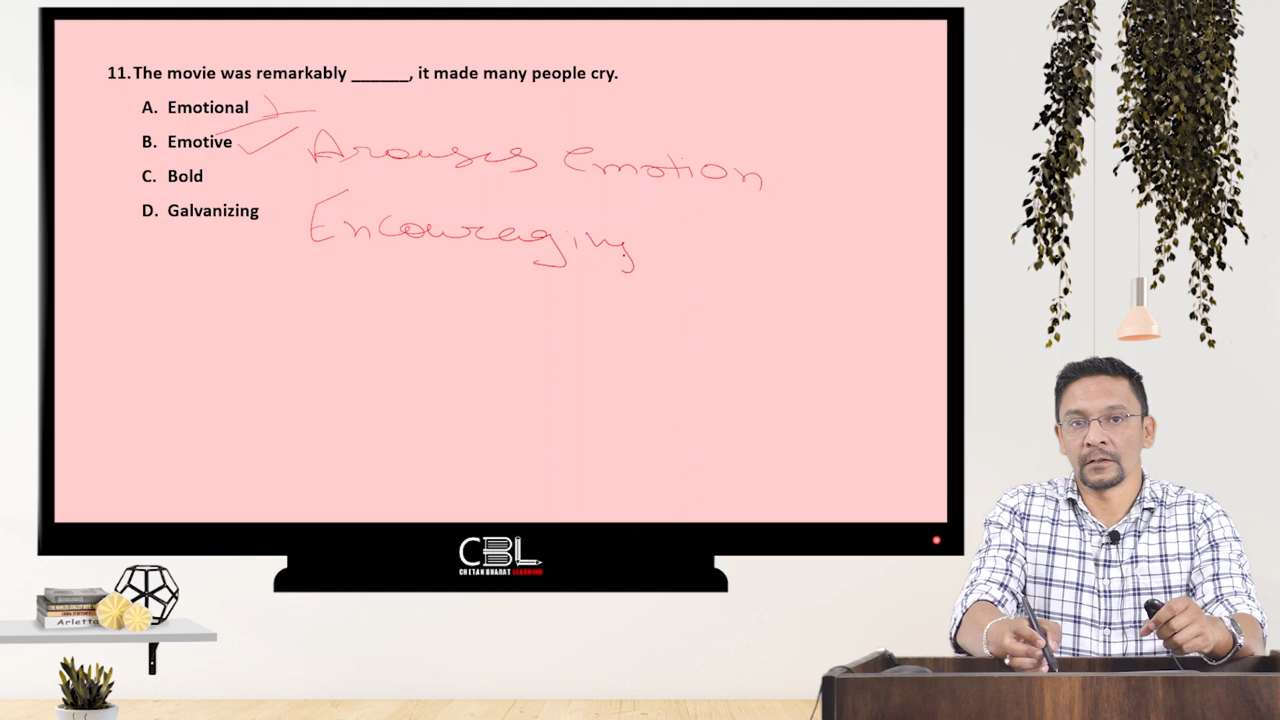 11. The movie was remarkably ______, it made many people cry.
A. Emotional
B. Emotive
Arouses emotion
C. Bold
D. Galvanizing
Encouraging
CBL
CHETAN BHARAT LEARNING
Arletta